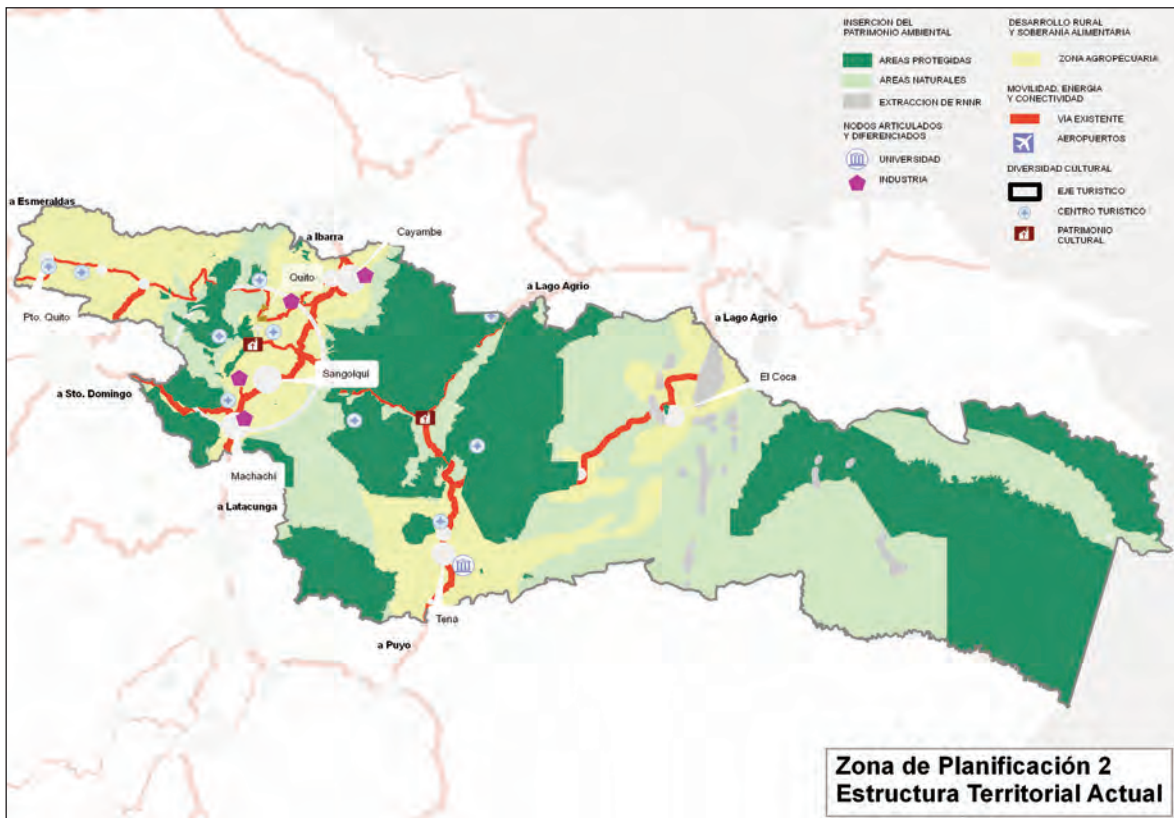 INSERCIÓN DEL
PATRIMONIO AMBIENTAL
AREAS PROTEGIDAS
AREAS NATURALES
EXTRACCION DE RNNR
NODOS ARTICULADOS
Y DIFERENCIADOS
UNIVERSIDAD
INDUSTRIA
DESARROLLO RURAL
Y SOBERANÍA ALIMENTARIA
ZONA AGROPECUARIA
MOVILIDAD, ENERGIA
Y CONECTIVIDAD
VIA EXISTENTE
AEROPUERTOS
DIVERSIDAD CULTURAL
EJE TURISTICO
CENTRO TURISTICO
PATRIMONIO
CULTURAL
a Esmeraldas
a Ibarra
Cayambe
Quito
a Lago Agrio
a Lago Agrio
Pto. Quito
Sangolqui
El Coca
a Sto. Domingo
Machachi
a Latacunga
Tena
a Puyo
Zona de Planificación 2
Estructura Territorial Actual